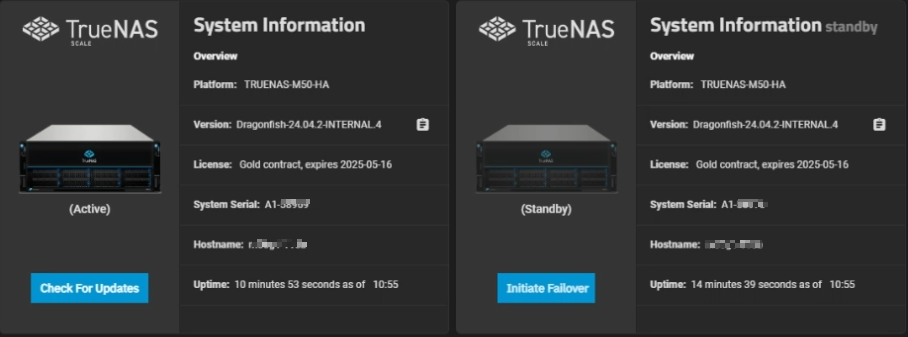 TrueNAS
SCALE
(Active)
Check For Updates
System Information
Overview
Platform: TRUENAS-M50-HA
Version: Dragonfish-24.04.2-INTERNAL.4
License: Gold contract, expires 2025-05-16
System Serial: A1-
Hostname:
Uptime: 10 minutes 53 seconds as of 10:55
TrueNAS
SCALE
(Standby)
Initiate Failover
System Information standby
Overview
Platform: TRUENAS-M50-HA
Version: Dragonfish-24.04.2-INTERNAL.4
License: Gold contract, expires 2025-05-16
System Serial: A1-
Hostname:
Uptime: 14 minutes 39 seconds as of 10:55